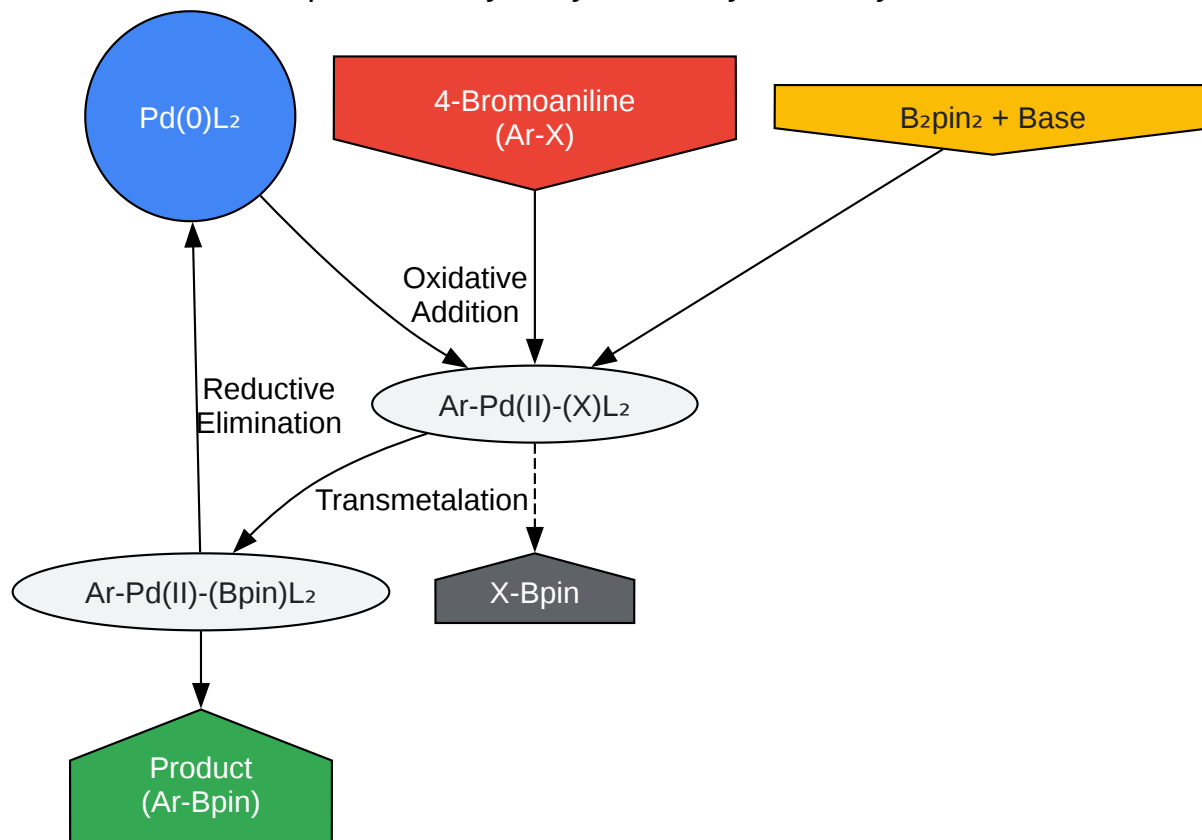 Pd(0)L₂
4-Bromoaniline
(Ar-X)
B₂pin₂ + Base
Oxidative
Addition
Reductive
Elimination
Ar-Pd(II)-(X)L₂
Transmetalation
Ar-Pd(II)-(Bpin)L₂
X-Bpin
Product
(Ar-Bpin)